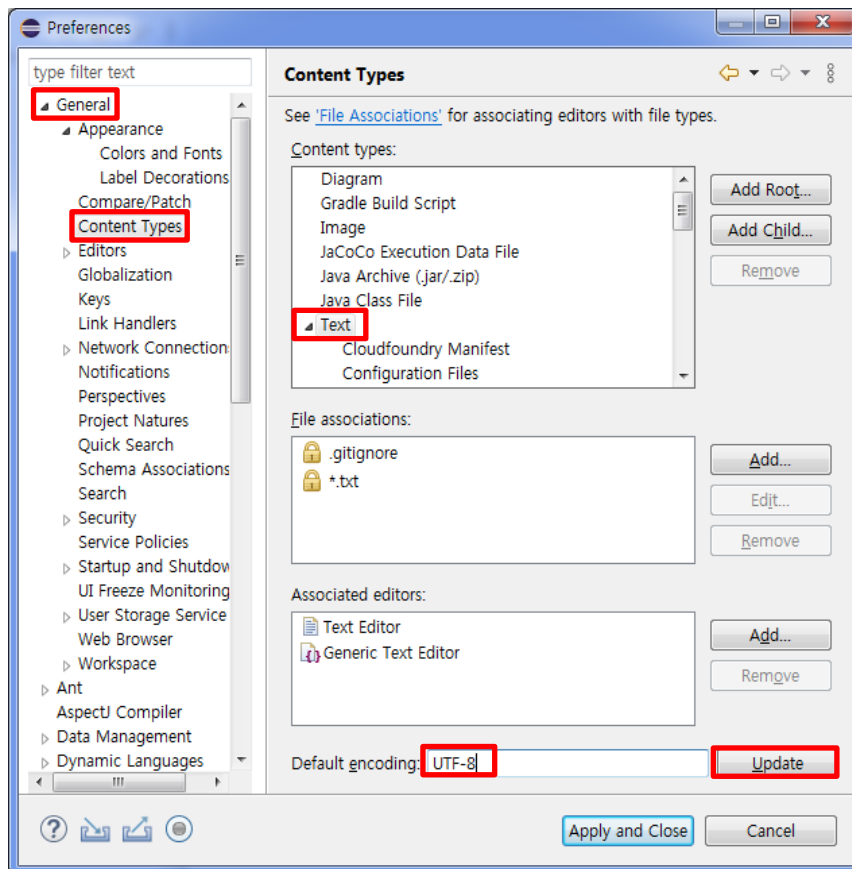 Preferences
type filter text
General
Appearance
Colors and Fonts
Label Decorations
Compare/Patch
Content Types
Editors
Globalization
Keys
Link Handlers
Network Connection
Notifications
Perspectives
Project Natures
Quick Search
Schema Associations
Search
Security
Service Policies
Startup and Shutdow
UI Freeze Monitoring
User Storage Service
Web Browser
Workspace
Ant
AspectJ Compiler
Data Management
Dynamic Languages
Content Types
See 'File Associations' for associating editors with file types.
Content types:
Diagram
Gradle Build Script
Image
JaCoCo Execution Data File
Java Archive (.jar/.zip)
Java Class File
Text
Cloudfoundry Manifest
Configuration Files
Add Root...
Add Child...
Remove
File associations:
.gitignore
*.txt
Add...
Edit...
Remove
Associated editors:
Text Editor
Generic Text Editor
Add...
Remove
Default encoding: UTF-8 Update
Apply and Close Cancel